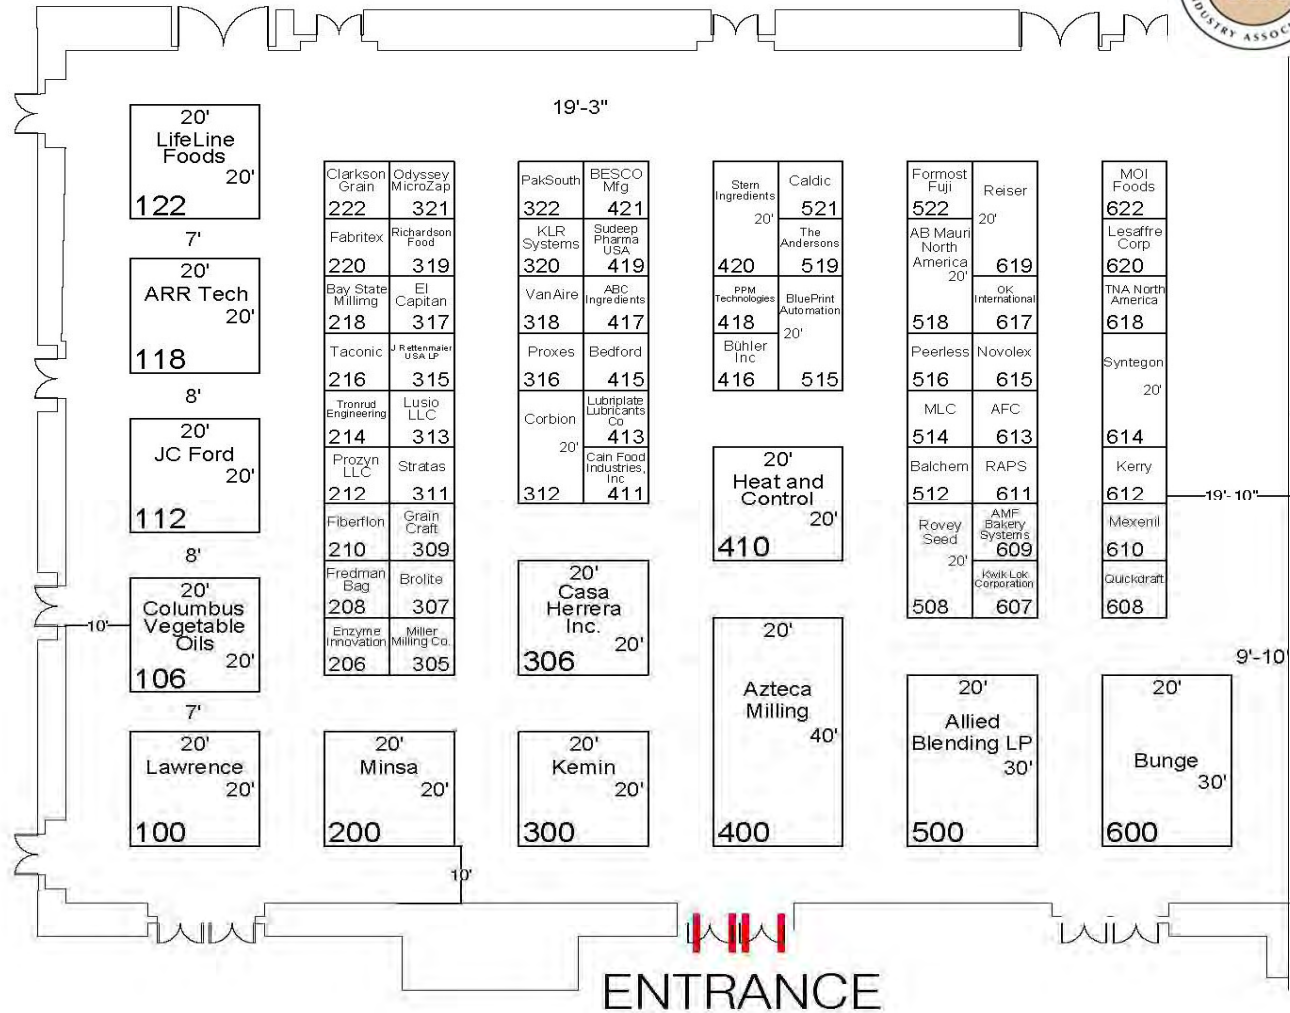 DUSTRY ASSOC
19'-3"
20'
LifeLine
Foods
20'
122
7'
20'
ARR Tech
20'
118
8'
20'
JC Ford
20'
112
8'
20'
Columbus
Vegetable
Oils
20'
106
10'
7'
20'
Lawrence
20'
100
Clarkson
Grain
222
Odyssey
MicroZap
321
Fabritex
220
Richardson
Food
319
Bay State
Millimg
218
El
Capitan
317
Taconic
216
J Rettenmaier
USA LP
315
Tronrud
Engineering
214
Lusio
LLC
313
Prozyn
LLC
212
Stratas
311
Fiberflon
210
Grain
Craft
309
Fredman
Bag
208
Brolite
307
Enzyme
Innovation
206
Miller
Milling Co.
305
20'
Minsa
20'
200
10'
PakSouth
322
BESCO
Mfg
421
KLR
Systems
320
Sudeep
Pharma
USA
419
VanAire
318
ABC
Ingredients
417
Proxes
316
Bedford
415
Corbion
20'
312
Lubriplate
Lubricants
Co
413
Cain Food
Industries,
Inc
411
20'
Casa
Herrera
Inc.
20'
306
20'
Kemin
20'
300
Stern
Ingredients
20'
420
Caldic
521
The
Andersons
519
PPM
Technologies
418
BluePrint
Automation
20'
515
Bühler
Inc
416
20'
Heat and
Control
20'
410
20'
Azteca
Milling
40'
400
Formost
Fuji
522
Reiser
20'
619
AB Mauri
North
America
20'
518
OK
International
617
Peerless
516
Novolex
615
MLC
514
AFC
613
Balchem
512
RAPS
611
Rovey
Seed
20'
508
AMF
Bakery
Systems
609
Kwik Lok
Corporation
607
20'
Allied
Blending LP
30'
500
MOI
Foods
622
Lesaffre
Corp
620
TNA North
America
618
Syntegon
20'
614
Kerry
612
19'-10"
Mexenil
610
Quickdraft
608
9'-10'
20'
Bunge
30'
600
ENTRANCE